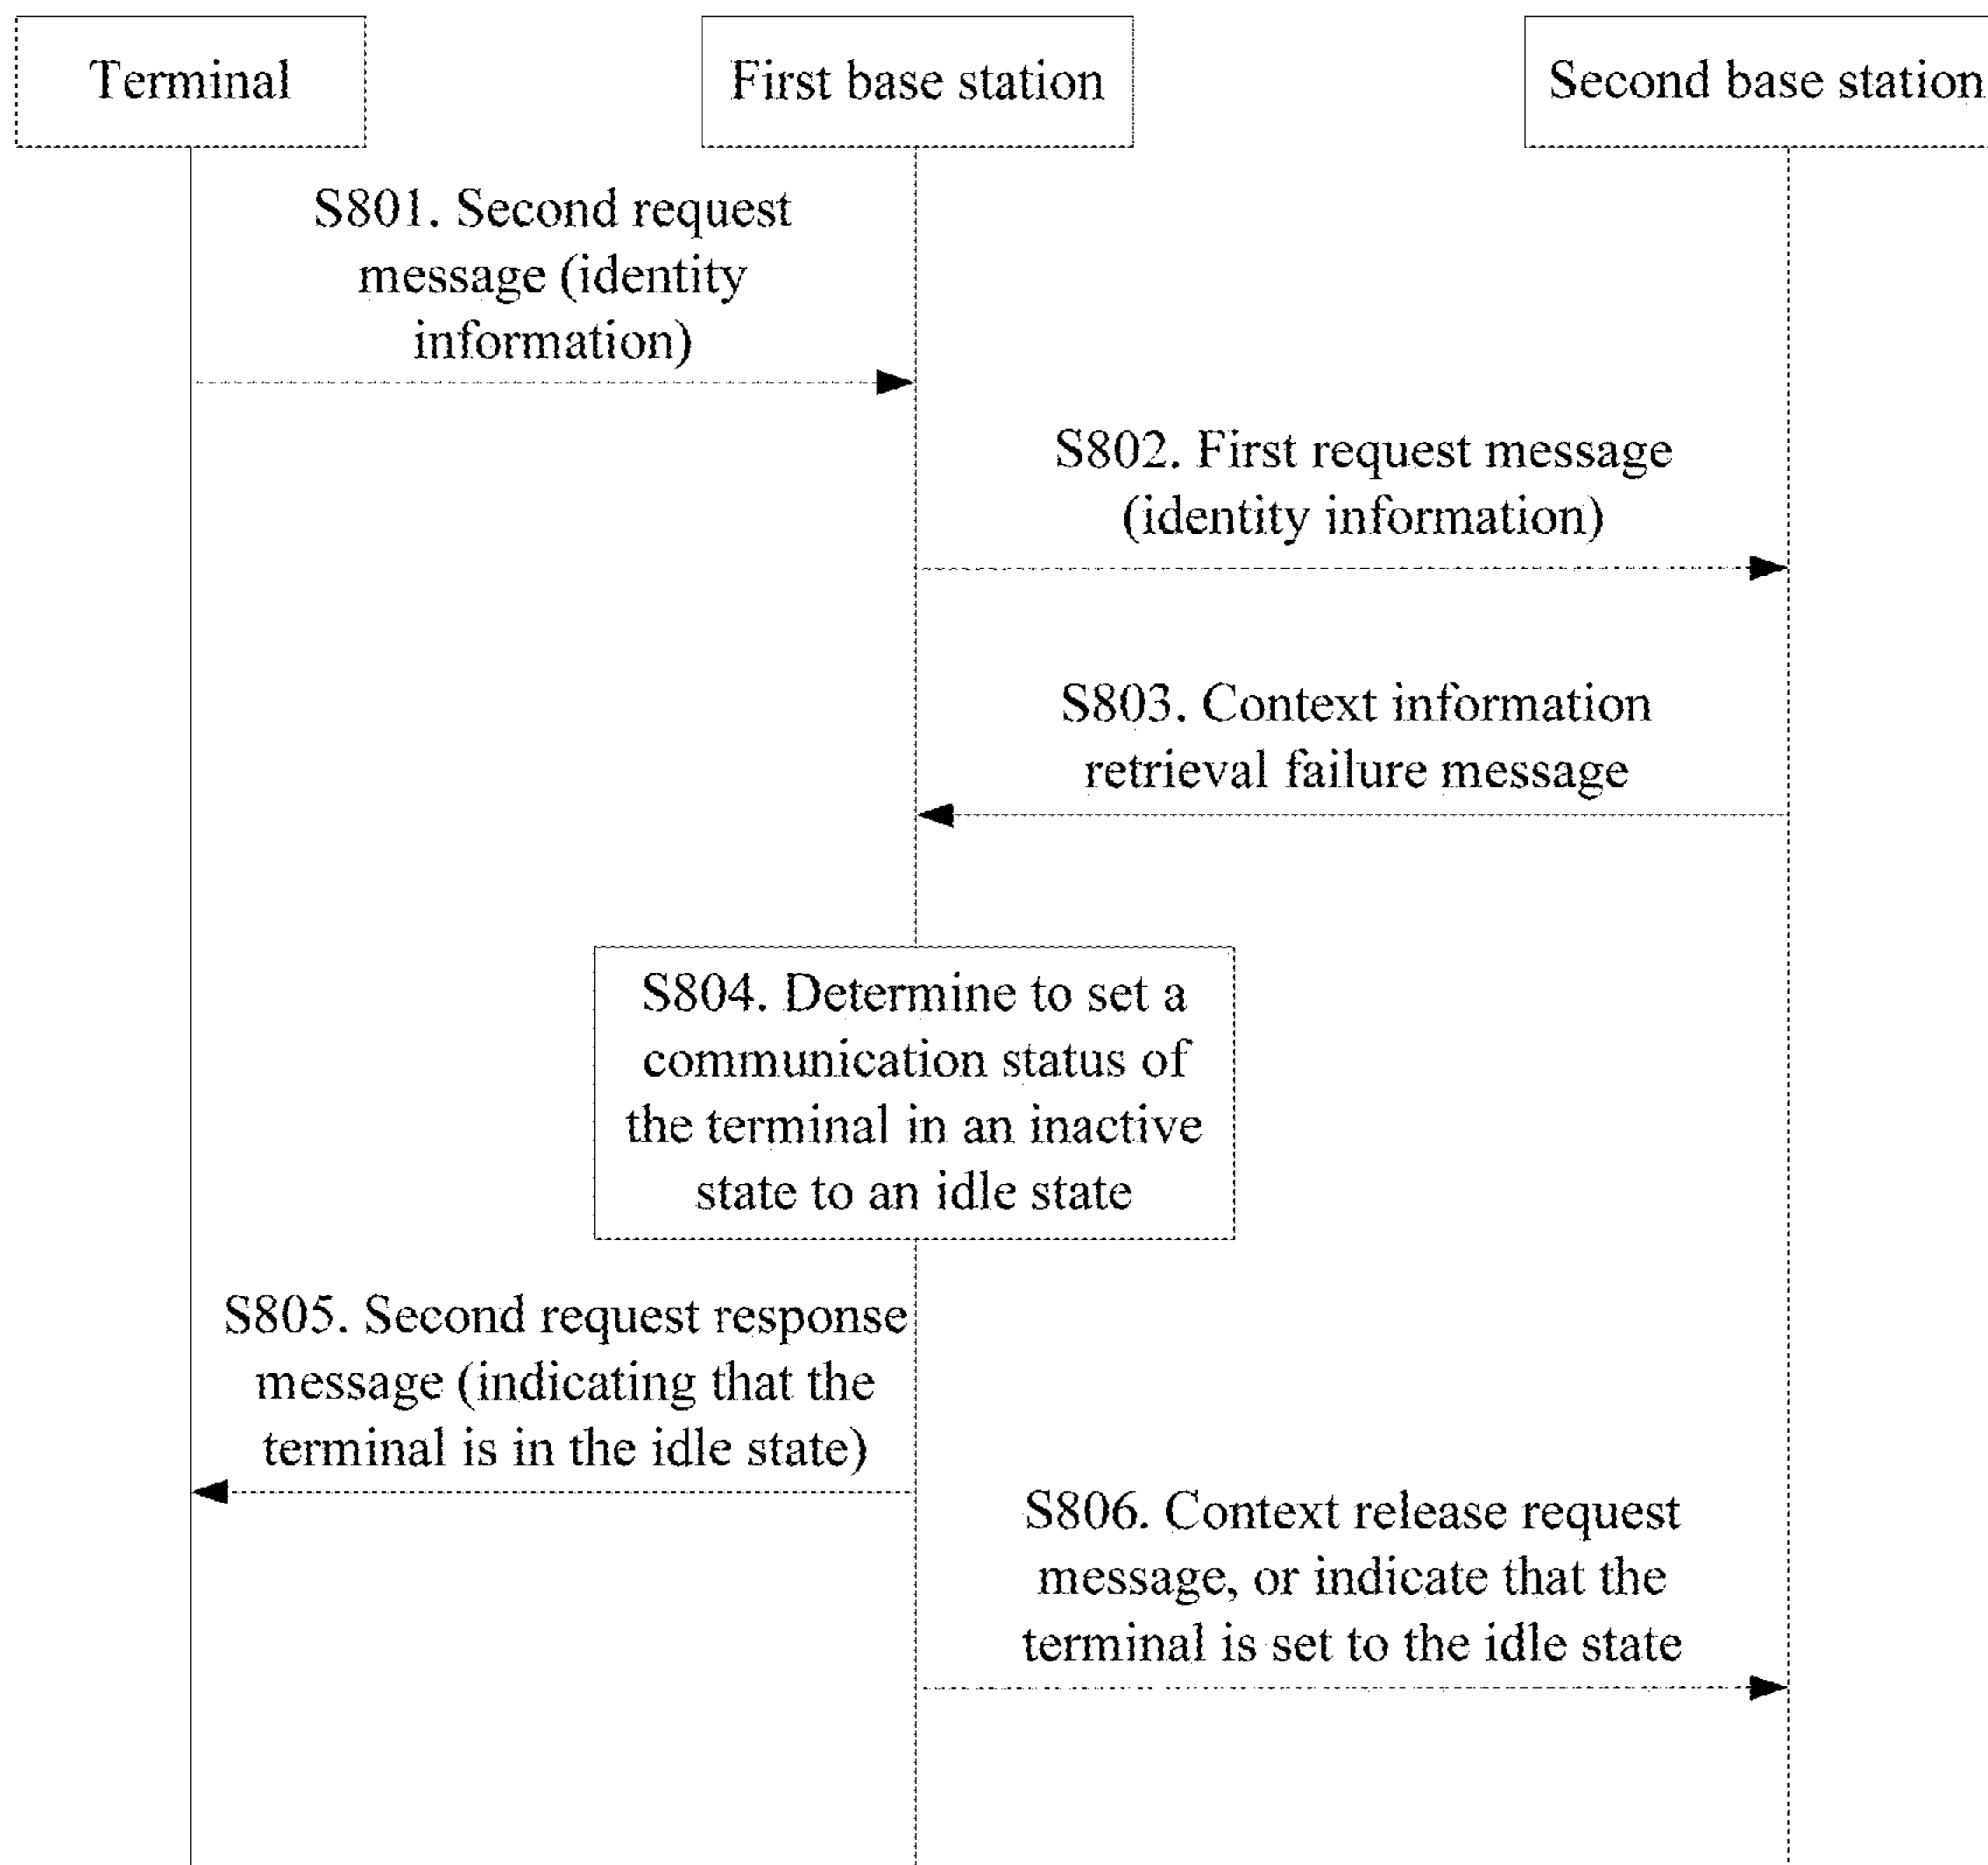 Terminal
First base station
Second base station
S801. Second request
message (identity
information)
S802. First request message
(identity information)
S803. Context information
retrieval failure message
S804. Determine to set a
communication status of
the terminal in an inactive
state to an idle state
S805. Second request response
message (indicating that the
terminal is in the idle state)
S806. Context release request
message, or indicate that the
terminal is set to the idle state